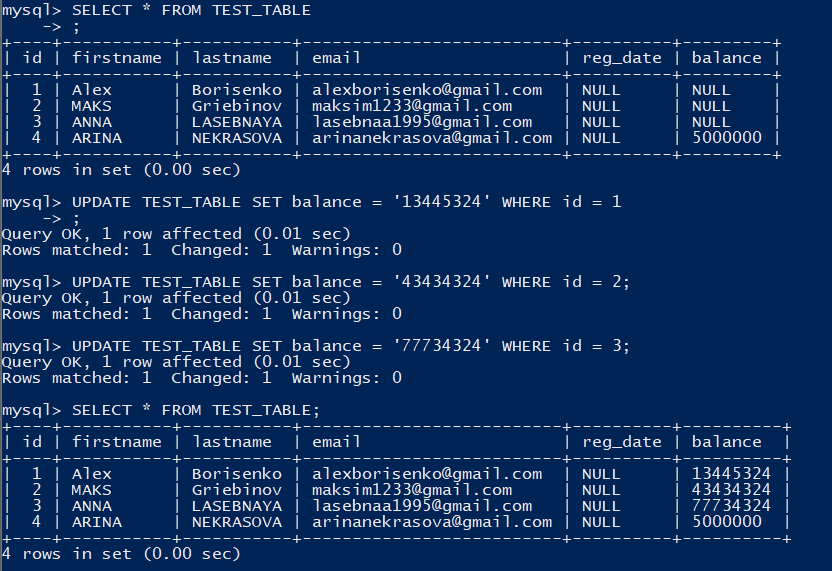 mysql> SELECT * FROM TEST_TABLE
    -> ;
+----+-----------+-----------+--------------------------+----------+---------+
| id | firstname | lastname  | email                    | reg_date | balance |
+----+-----------+-----------+--------------------------+----------+---------+
|  1 | Alex      | Borisenko | alexborisenko@gmail.com  | NULL     | NULL    |
|  2 | MAKS      | Griebinov | maksim1233@gmail.com     | NULL     | NULL    |
|  3 | ANNA      | LASEBNAYA | lasebnaa1995@gmail.com   | NULL     | NULL    |
|  4 | ARINA     | NEKRASOVA | arinanekrasova@gmail.com | NULL     | 5000000 |
+----+-----------+-----------+--------------------------+----------+---------+
4 rows in set (0.00 sec)

mysql> UPDATE TEST_TABLE SET balance = '13445324' WHERE id = 1
    -> ;
Query OK, 1 row affected (0.01 sec)
Rows matched: 1  Changed: 1  Warnings: 0

mysql> UPDATE TEST_TABLE SET balance = '43434324' WHERE id = 2;
Query OK, 1 row affected (0.01 sec)
Rows matched: 1  Changed: 1  Warnings: 0

mysql> UPDATE TEST_TABLE SET balance = '77734324' WHERE id = 3;
Query OK, 1 row affected (0.01 sec)
Rows matched: 1  Changed: 1  Warnings: 0

mysql> SELECT * FROM TEST_TABLE;
+----+-----------+-----------+--------------------------+----------+----------+
| id | firstname | lastname  | email                    | reg_date | balance  |
+----+-----------+-----------+--------------------------+----------+----------+
|  1 | Alex      | Borisenko | alexborisenko@gmail.com  | NULL     | 13445324 |
|  2 | MAKS      | Griebinov | maksim1233@gmail.com     | NULL     | 43434324 |
|  3 | ANNA      | LASEBNAYA | lasebnaa1995@gmail.com   | NULL     | 77734324 |
|  4 | ARINA     | NEKRASOVA | arinanekrasova@gmail.com | NULL     | 5000000  |
+----+-----------+-----------+--------------------------+----------+----------+
4 rows in set (0.00 sec)